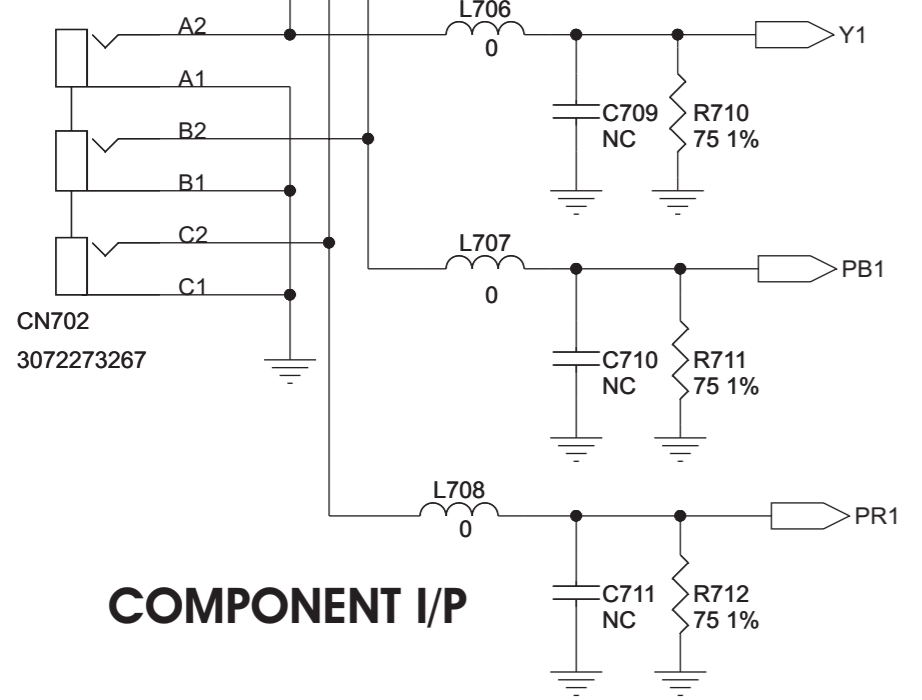 A2
A1
B2
B1
C2
C1
CN702
3072273267
L706
0
C709
NC
R710
75 1%
Y1
L707
0
C710
NC
R711
75 1%
PB1
L708
0
C711
NC
R712
75 1%
PR1
COMPONENT I/P